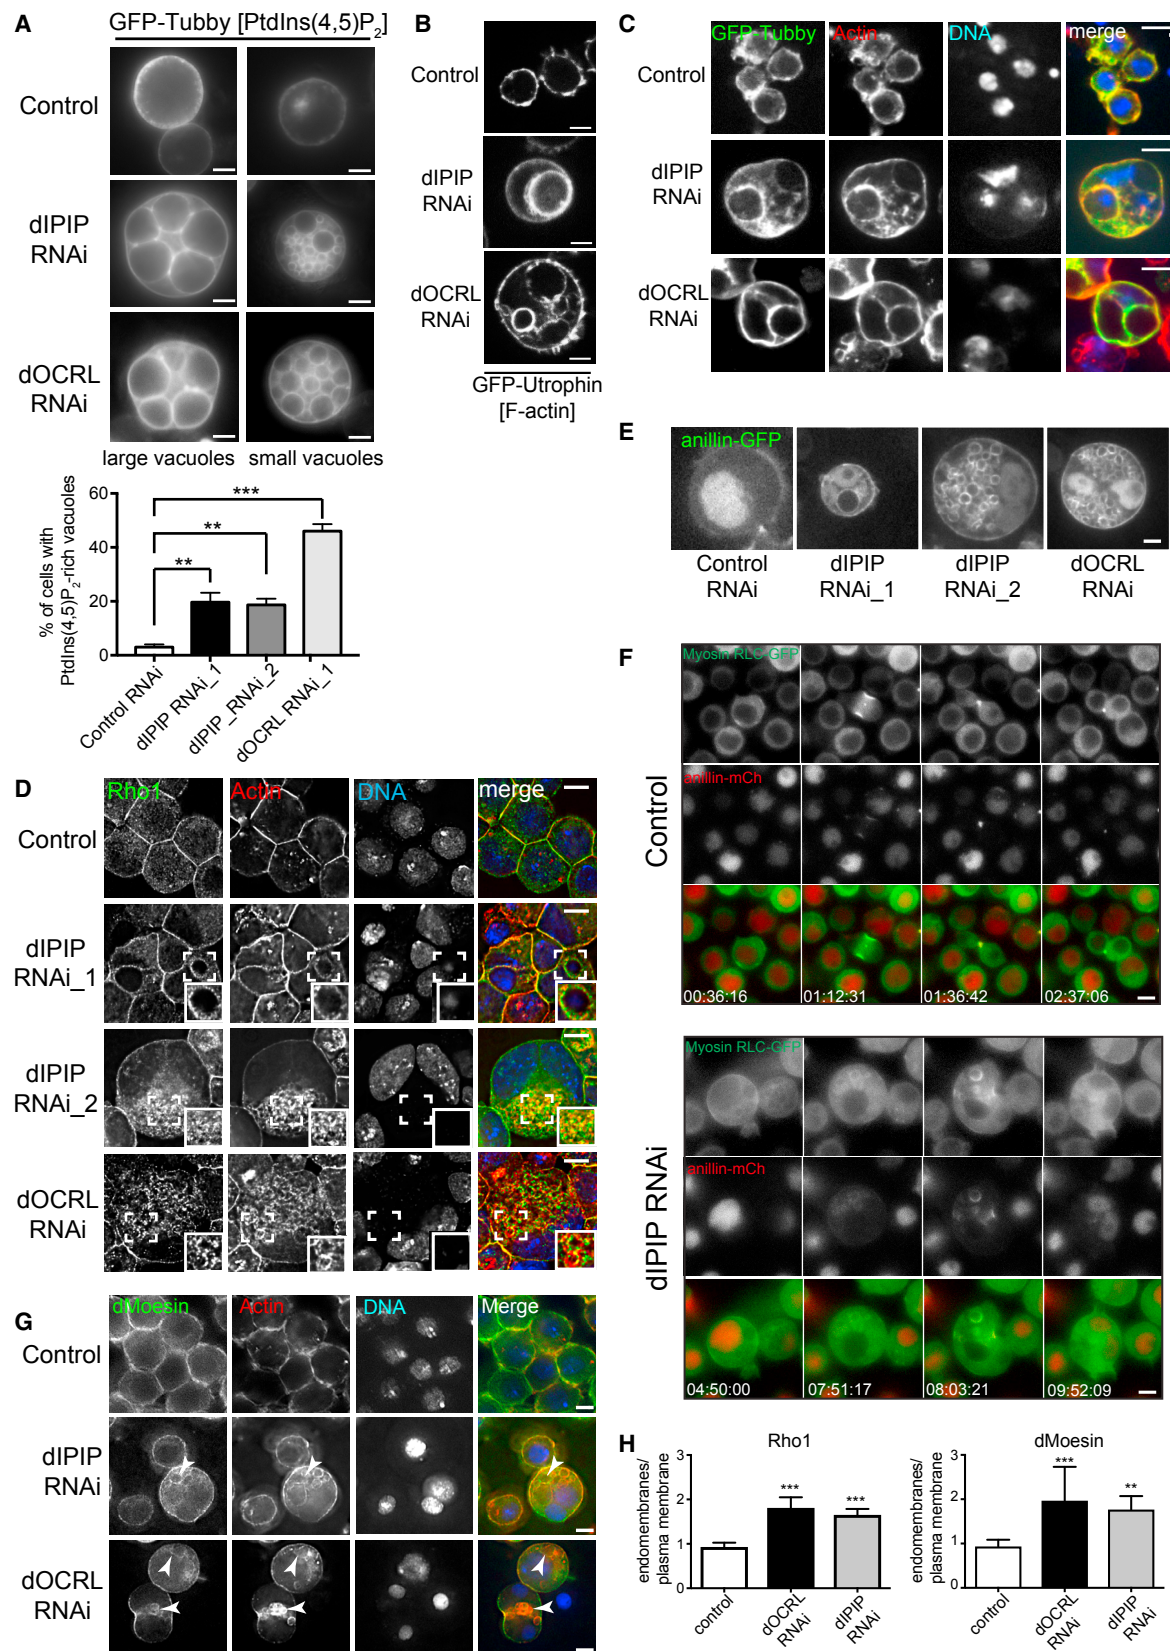 A
GFP-Tubby [PtdIns(4,5)P2]
Control
dIPIP
RNAi
dOCRL
RNAi
large vacuoles small vacuoles
% of cells with
PtdIns(4,5)P2-rich vacuoles
60
40
20
0
***
**
**
Control RNAi
dIPIP RNAi_1
dIPIP_RNAi_2
dOCRL RNAi_1
B
Control
dIPIP
RNAi
dOCRL
RNAi
GFP-Utrophin
[F-actin]
C
GFP-Tubby Actin DNA merge
Control
dIPIP
RNAi
dOCRL
RNAi
D
Rho1 Actin DNA merge
Control
dIPIP
RNAi_1
dIPIP
RNAi_2
dOCRL
RNAi
E
anillin-GFP
Control
RNAi
dIPIP
RNAi_1
dIPIP
RNAi_2
dOCRL
RNAi
F
Control
Myosin RLC-GFP
anillin-mCh
00:36:16 01:12:31 01:36:42 02:37:06
dIPIP RNAi
Myosin RLC-GFP
anillin-mCh
04:50:00 07:51:17 08:03:21 09:52:09
G
dMoesin Actin DNA Merge
Control
dIPIP
RNAi
dOCRL
RNAi
H
Rho1
endomembranes/
plasma membrane
3
2
1
0
*** ***
control
dOCRL
RNAi
dIPIP
RNAi
dMoesin
endomembranes/
plasma membrane
3
2
1
0
*** **
control
dOCRL
RNAi
dIPIP
RNAi